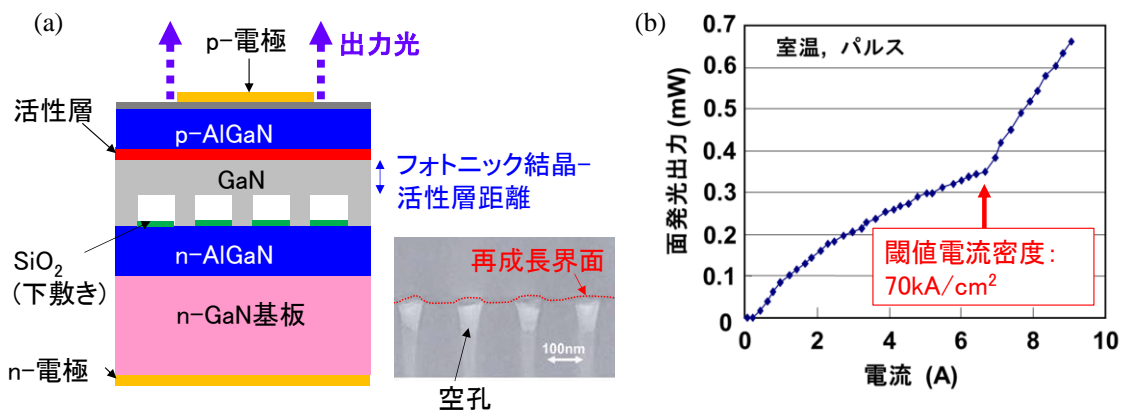 (a)
p-電極
出力光
活性層
p-AlGaN
GaN
フォトニック結晶-
活性層距離
SiO2
(下敷き)
n-AlGaN
n-GaN基板
n-電極
再成長界面
100nm
空孔
(b)
面発光出力 (mW)
0.7
0.6
0.5
0.4
0.3
0.2
0.1
0
室温, パルス
閾値電流密度:
70kA/cm2
0 2 4 6 8 10
電流 (A)